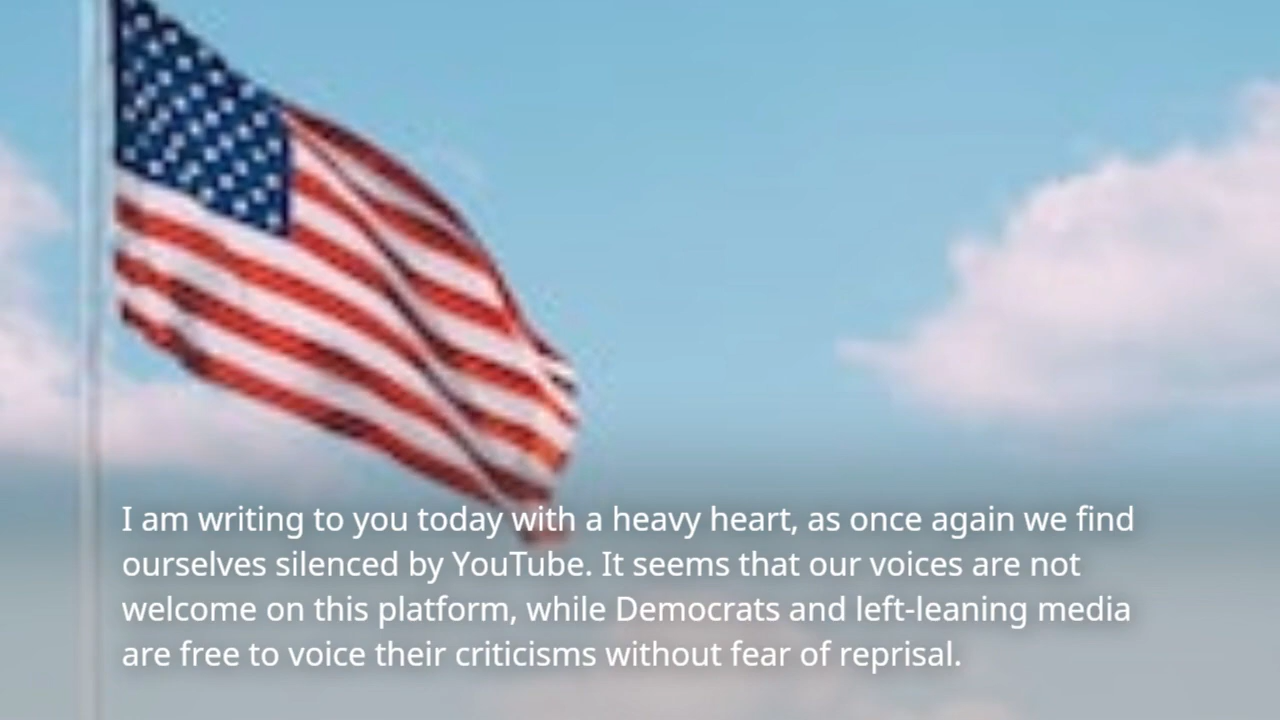 I am writing to you today with a heavy heart, as once again we find
ourselves silenced by YouTube. It seems that our voices are not
welcome on this platform, while Democrats and left-leaning media
are free to voice their criticisms without fear of reprisal.